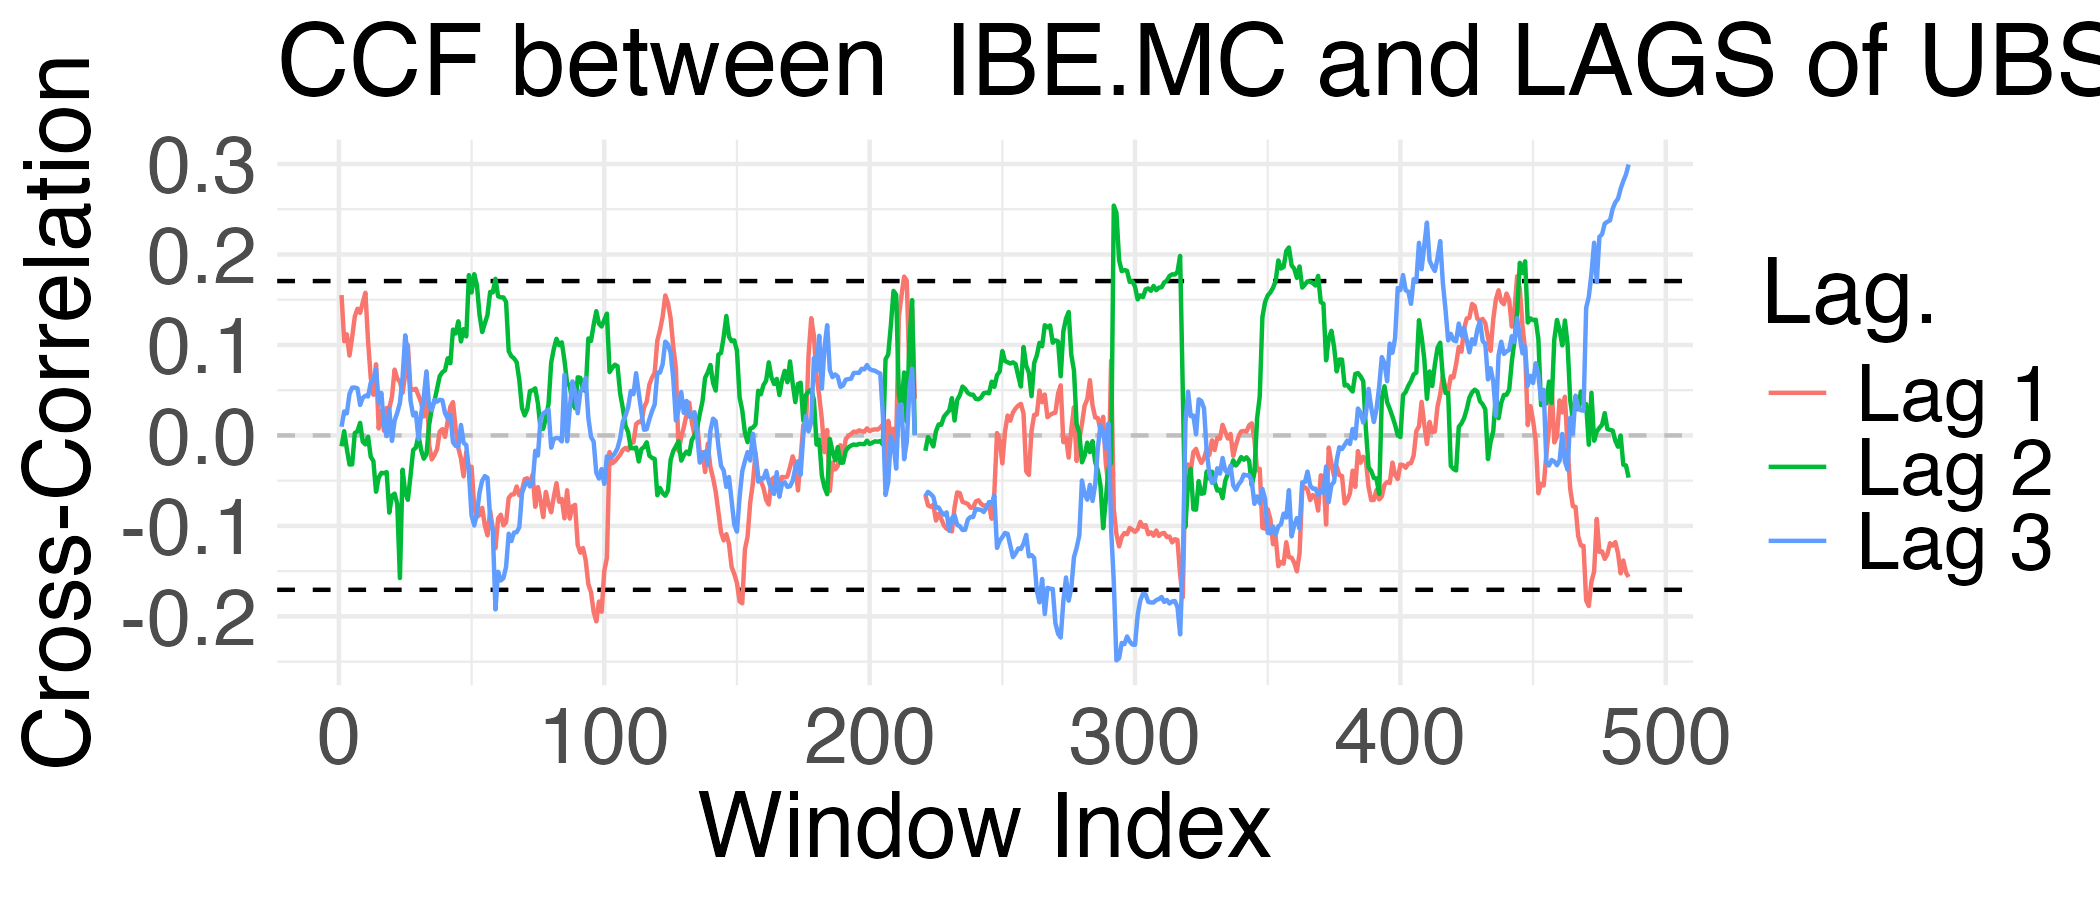 CCF between IBE.MC and LAGS of UBS
Cross-Correlation
0.3
0.2
0.1
0.0
-0.1
-0.2
0 100 200 300 400 500
Window Index
Lag.
Lag 1
Lag 2
Lag 3